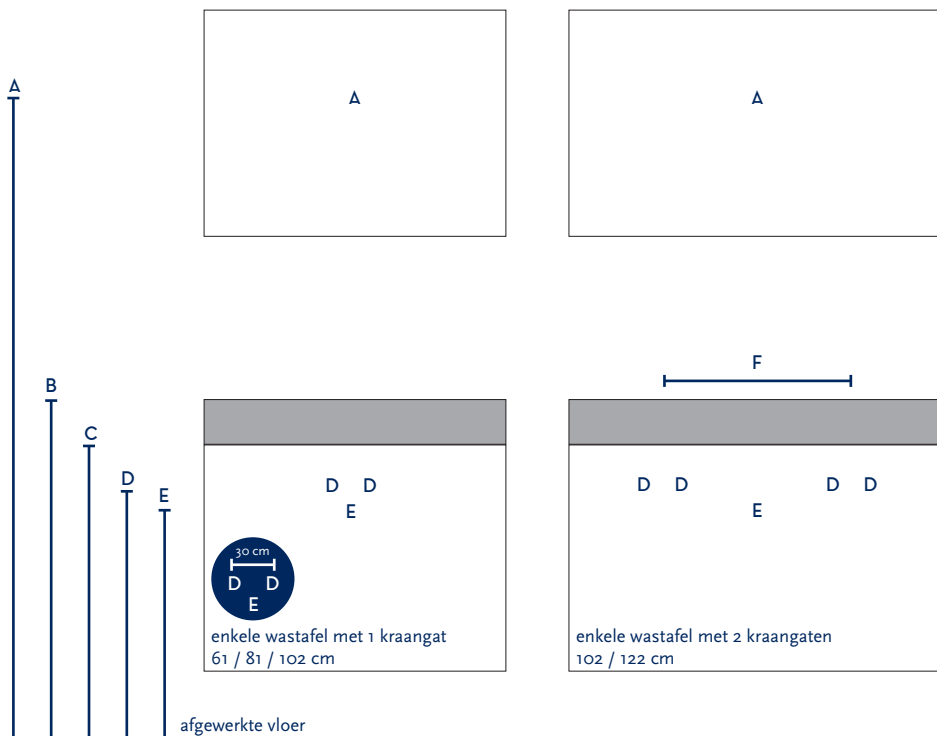 A
A
A
F
B
C
D
E
D D
E
D D D D
E
30 cm
D D
E
enkele wastafel met 1 kraangat
61 / 81 / 102 cm
enkele wastafel met 2 kraangaten
102 / 122 cm
afgewerkte vloer